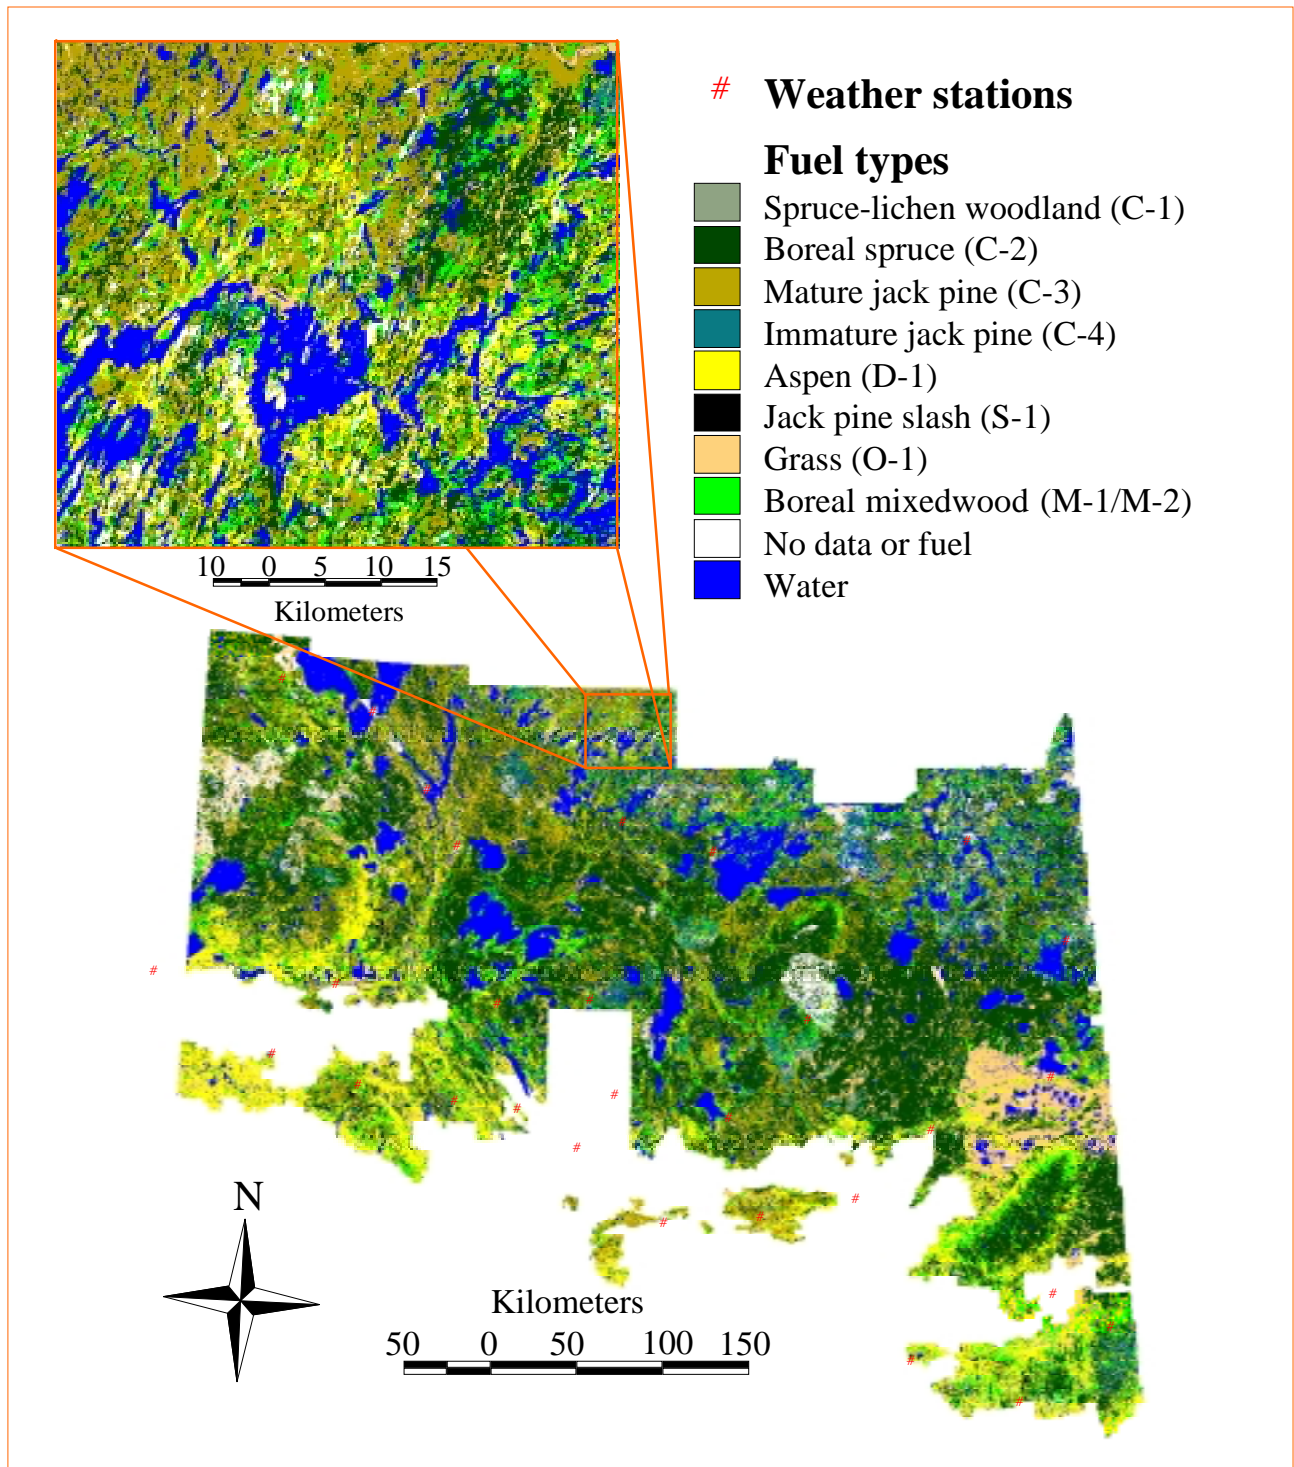 # Weather stations
Fuel types
Spruce-lichen woodland (C-1)
Boreal spruce (C-2)
Mature jack pine (C-3)
Immature jack pine (C-4)
Aspen (D-1)
Jack pine slash (S-1)
Grass (O-1)
Boreal mixedwood (M-1/M-2)
No data or fuel
Water
10 0 5 10 15
Kilometers
N
Kilometers
50 0 50 100 150